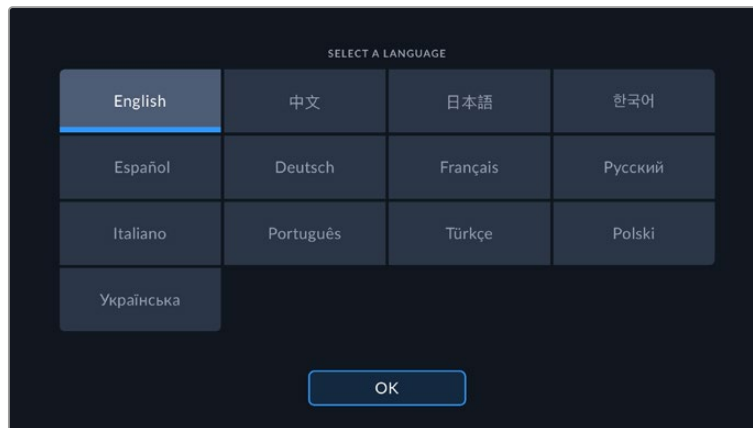 SELECT A LANGUAGE
English 中文 日本語 한국어
Español Deutsch Français Русский
Italiano Português Türkçe Polski
Українська
OK